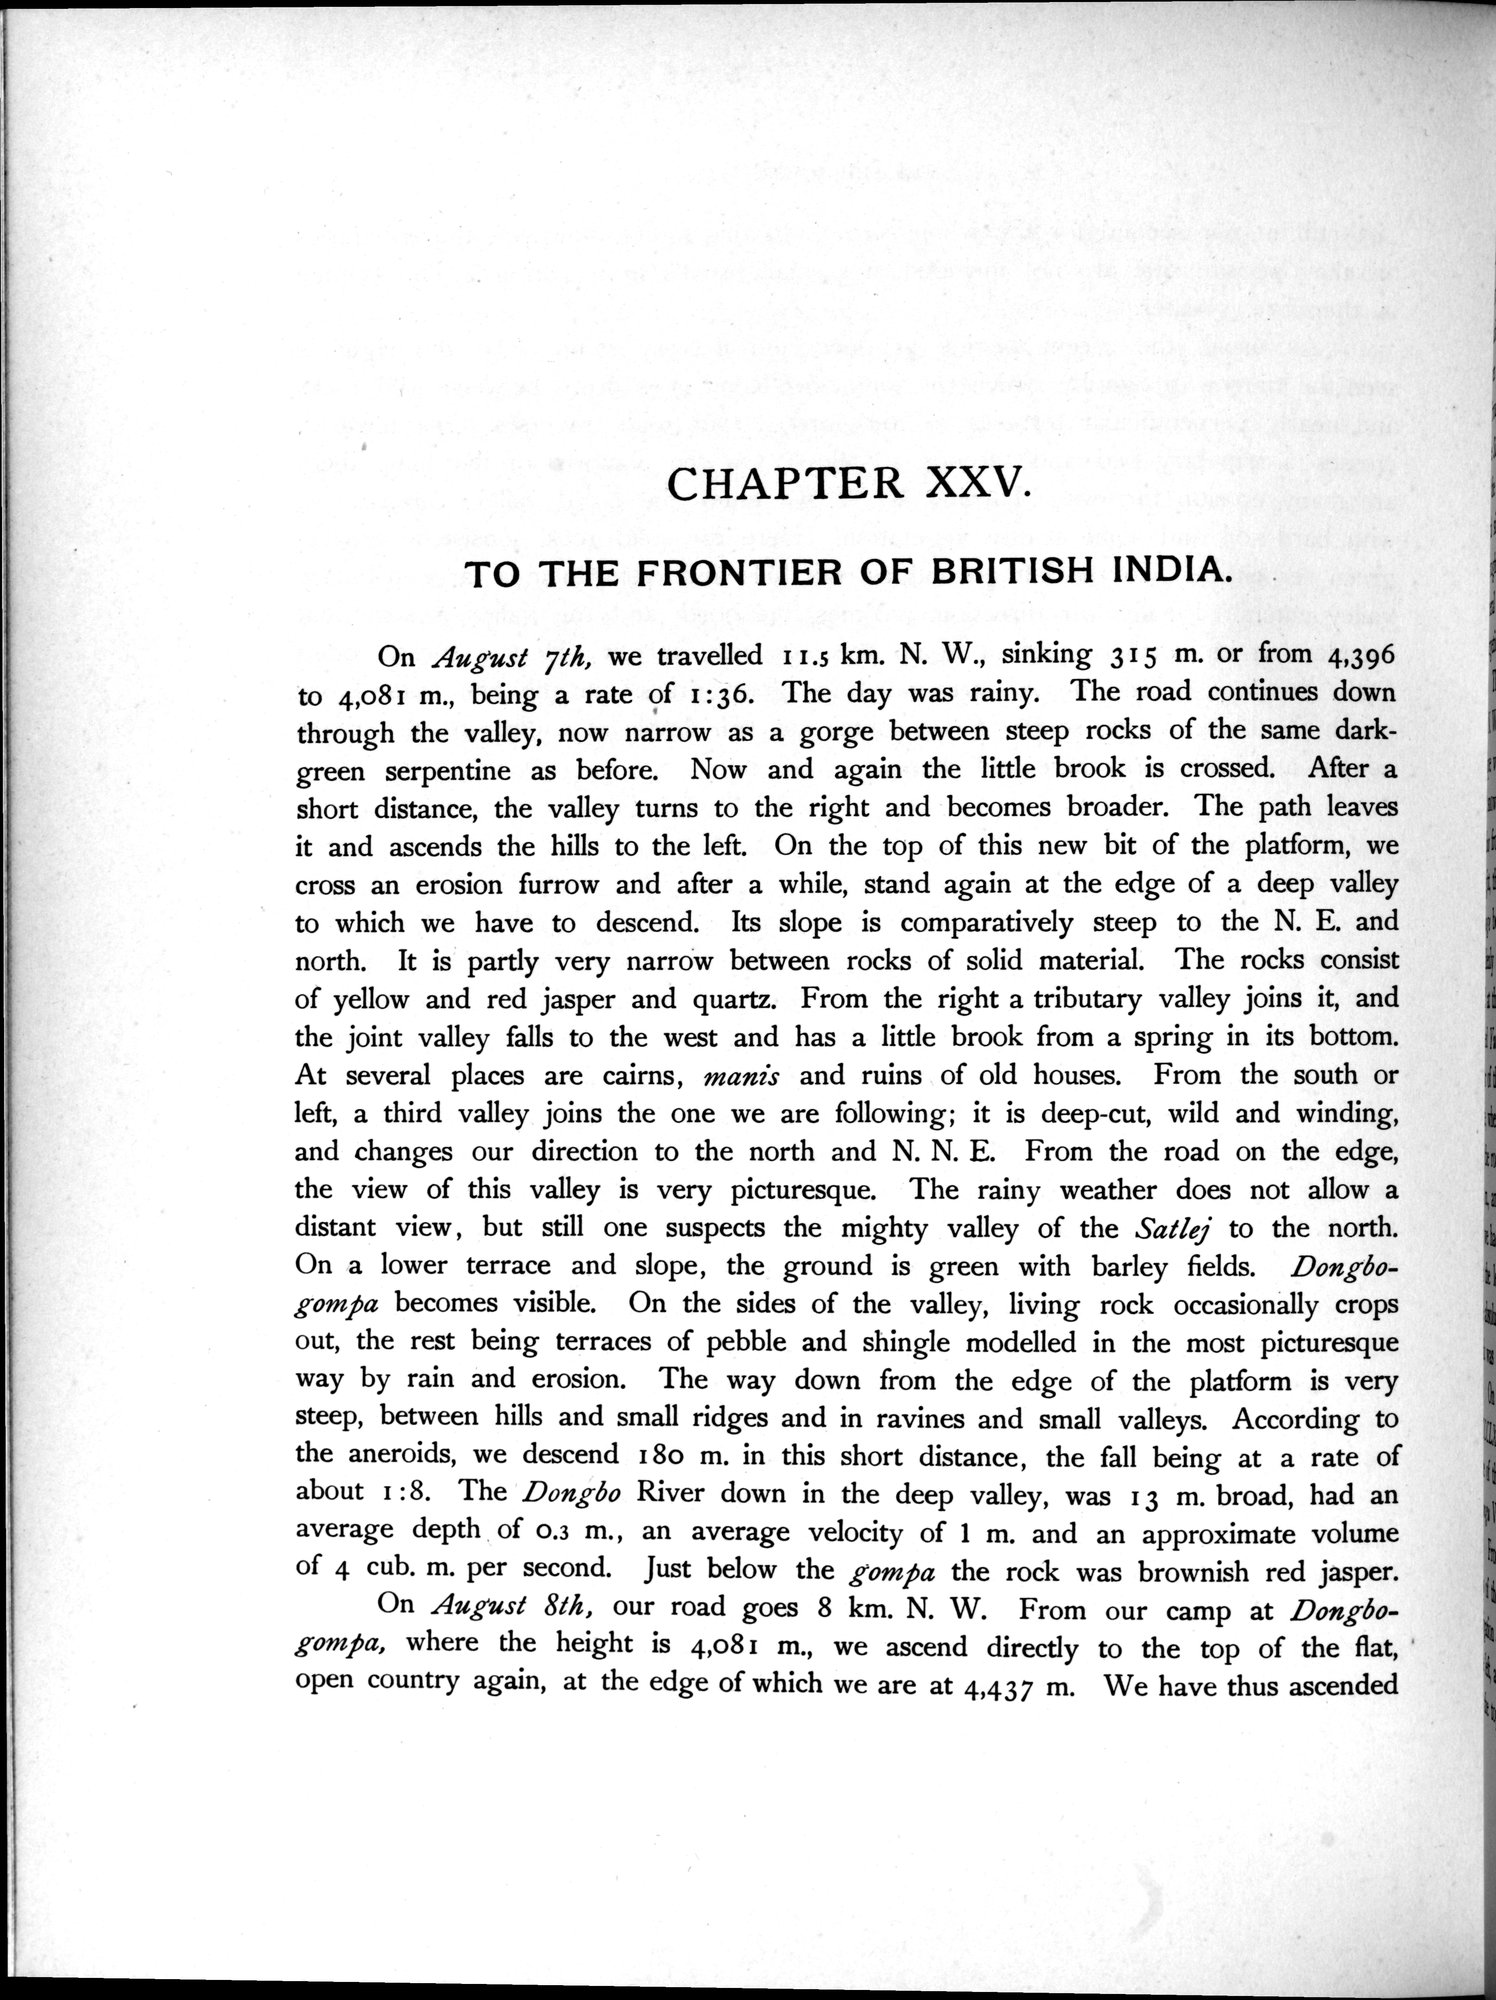 CHAPTER XXV.
TO THE FRONTIER OF BRITISH INDIA.
On August 7th, we travelled 11.5 km. N. W., sinking 315 m. or from 4,396
to 4,081 m., being a rate of 1:36. The day was rainy. The road continues down
through the valley, now narrow as a gorge between steep rocks of the same dark-
green serpentine as before. Now and again the little brook is crossed. After a
short distance, the valley turns to the right and becomes broader. The path leaves
it and ascends the hills to the left. On the top of this new bit of the platform, we
cross an erosion furrow and after a while, stand again at the edge of a deep valley
to which we have to descend. Its slope is comparatively steep to the N. E. and
north. It is partly very narrow between rocks of solid material. The rocks consist
of yellow and red jasper and quartz. From the right a tributary valley joins it, and
the joint valley falls to the west and has a little brook from a spring in its bottom.
At several places are cairns, manis and ruins of old houses. From the south or
left, a third valley joins the one we are following; it is deep-cut, wild and winding,
and changes our direction to the north and N. N. E. From the road on the edge,
the view of this valley is very picturesque. The rainy weather does not allow a
distant view, but still one suspects the mighty valley of the Satlej to the north.
On a lower terrace and slope, the ground is green with barley fields. Dongbo-
gompa becomes visible. On the sides of the valley, living rock occasionally crops
out, the rest being terraces of pebble and shingle modelled in the most picturesque
way by rain and erosion. The way down from the edge of the platform is very
steep, between hills and small ridges and in ravines and small valleys. According to
the aneroids, we descend 180 m. in this short distance, the fall being at a rate of
about 1:8. The Dongbo River down in the deep valley, was 13 m. broad, had an
average depth of 0.3 m., an average velocity of 1 m. and an approximate volume
of 4 cub. m. per second. Just below the gompa the rock was brownish red jasper.
On August 8th, our road goes 8 km. N. W. From our camp at Dongbo-
gompa, where the height is 4,081 m., we ascend directly to the top of the flat,
open country again, at the edge of which we are at 4,437 m. We have thus ascended